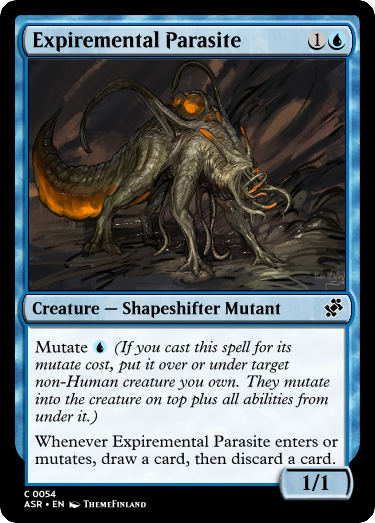 Expiremental Parasite 1
Creature — Shapeshifter Mutant
Mutate (If you cast this spell for its
mutate cost, put it over or under target
non-Human creature you own. They mutate
into the creature on top plus all abilities from
under it.)
Whenever Expiremental Parasite enters or
mutates, draw a card, then discard a card.
1/1
C 0054
ASR • EN ThemeFinland